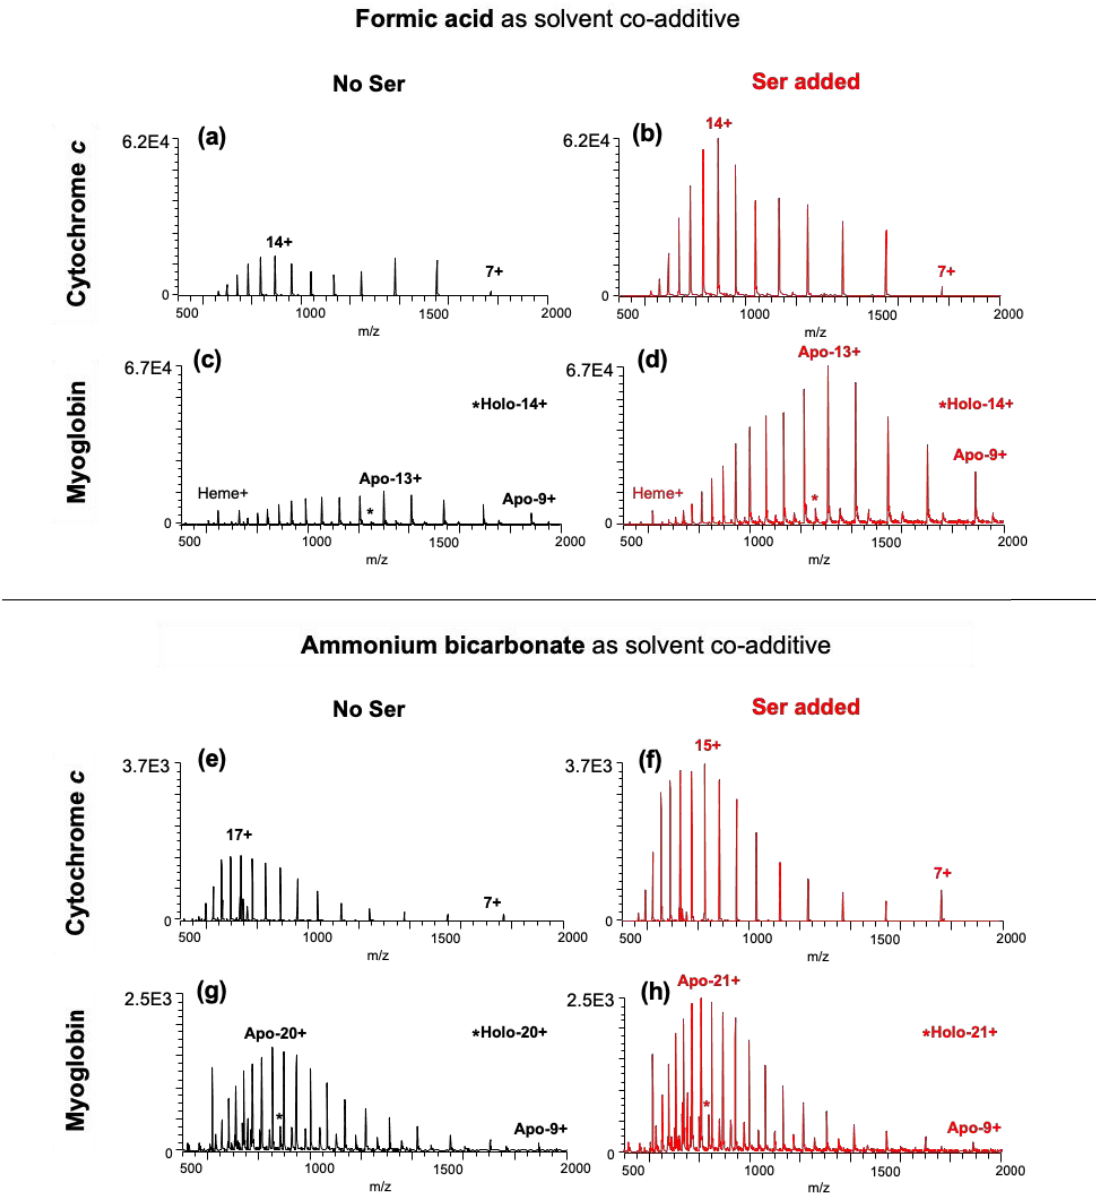 Formic acid as solvent co-additive
No Ser
Ser added
Cytochrome c
(a)
6.2E4
14+
7+
0
500 1000 1500 2000
m/z
(b)
6.2E4
14+
7+
0
500 1000 1500 2000
m/z
Myoglobin
(c)
6.7E4
*Holo-14+
Apo-13+
Heme+
*
Apo-9+
0
500 1000 1500 2000
m/z
(d)
6.7E4
Apo-13+
*Holo-14+
Apo-9+
Heme+
*
0
500 1000 1500 2000
m/z
Ammonium bicarbonate as solvent co-additive
No Ser
Ser added
Cytochrome c
(e)
3.7E3
17+
7+
0
500 1000 1500 2000
m/z
(f)
3.7E3
15+
7+
0
500 1000 1500 2000
m/z
Myoglobin
(g)
2.5E3
Apo-20+
*Holo-20+
*
Apo-9+
0
500 1000 1500 2000
m/z
(h)
2.5E3
Apo-21+
*Holo-21+
*
Apo-9+
0
500 1000 1500 2000
m/z